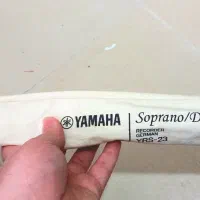 YAMAHA
Soprano/D
RECORDER
GERMAN
YRS-23